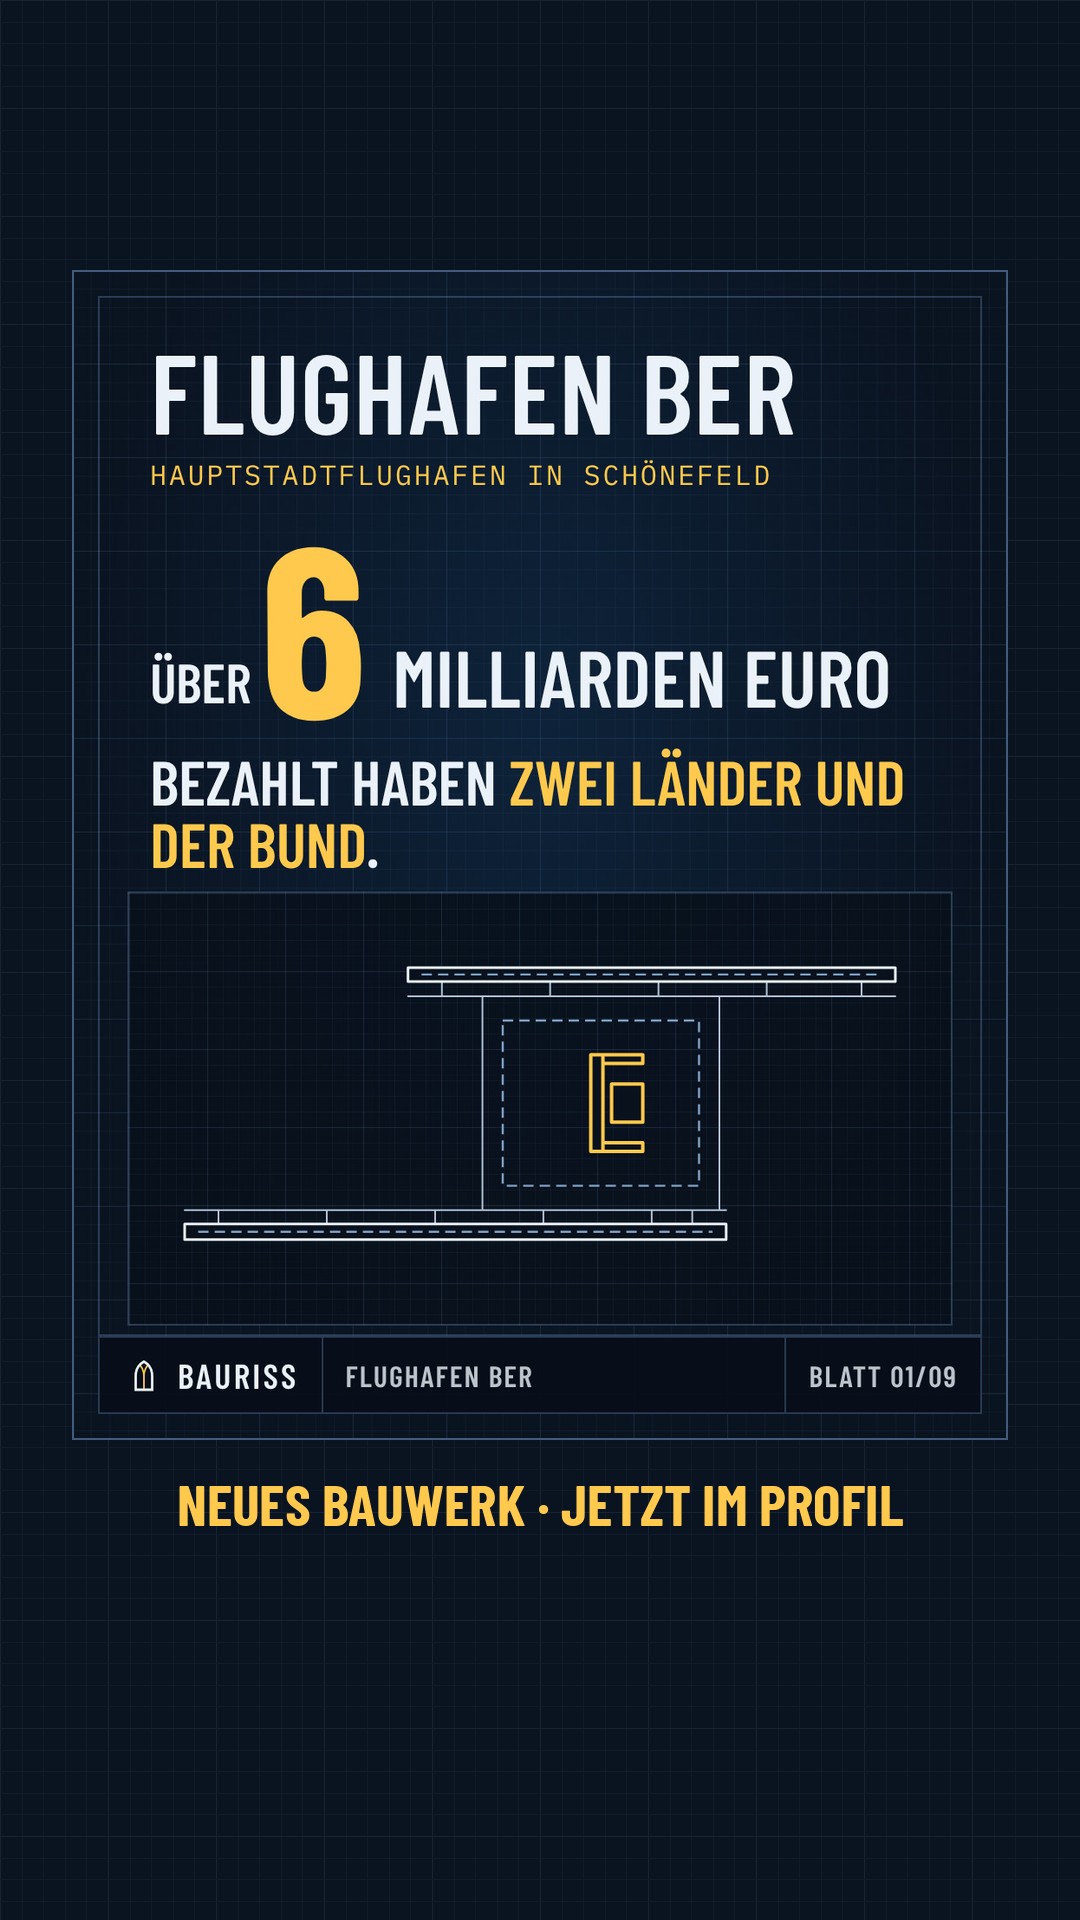 FLUGHAFEN BER
HAUPTSTADTFLUGHAFEN IN SCHÖNEFELD
ÜBER 6 MILLIARDEN EURO
BEZAHLT HABEN ZWEI LÄNDER UND
DER BUND.
BAURISS FLUGHAFEN BER BLATT 01/09
NEUES BAUWERK · JETZT IM PROFIL